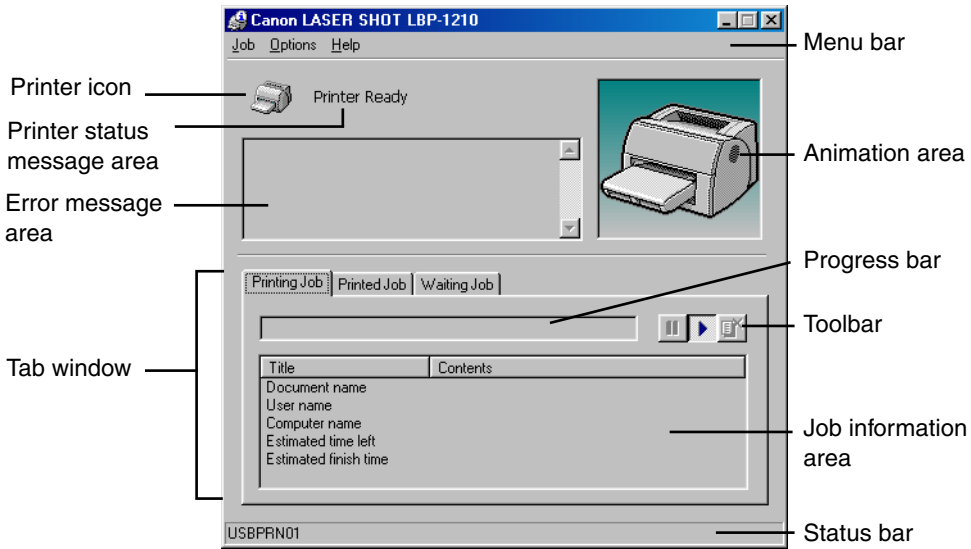 Canon LASER SHOT LBP-1210
Job Options Help
Menu bar
Printer icon
Printer Ready
Printer status
message area
Animation area
Error message
area
Progress bar
Printing Job Printed Job Waiting Job
Toolbar
Tab window
Title Contents
Document name
User name
Computer name
Estimated time left
Estimated finish time
Job information
area
USBPRN01
Status bar